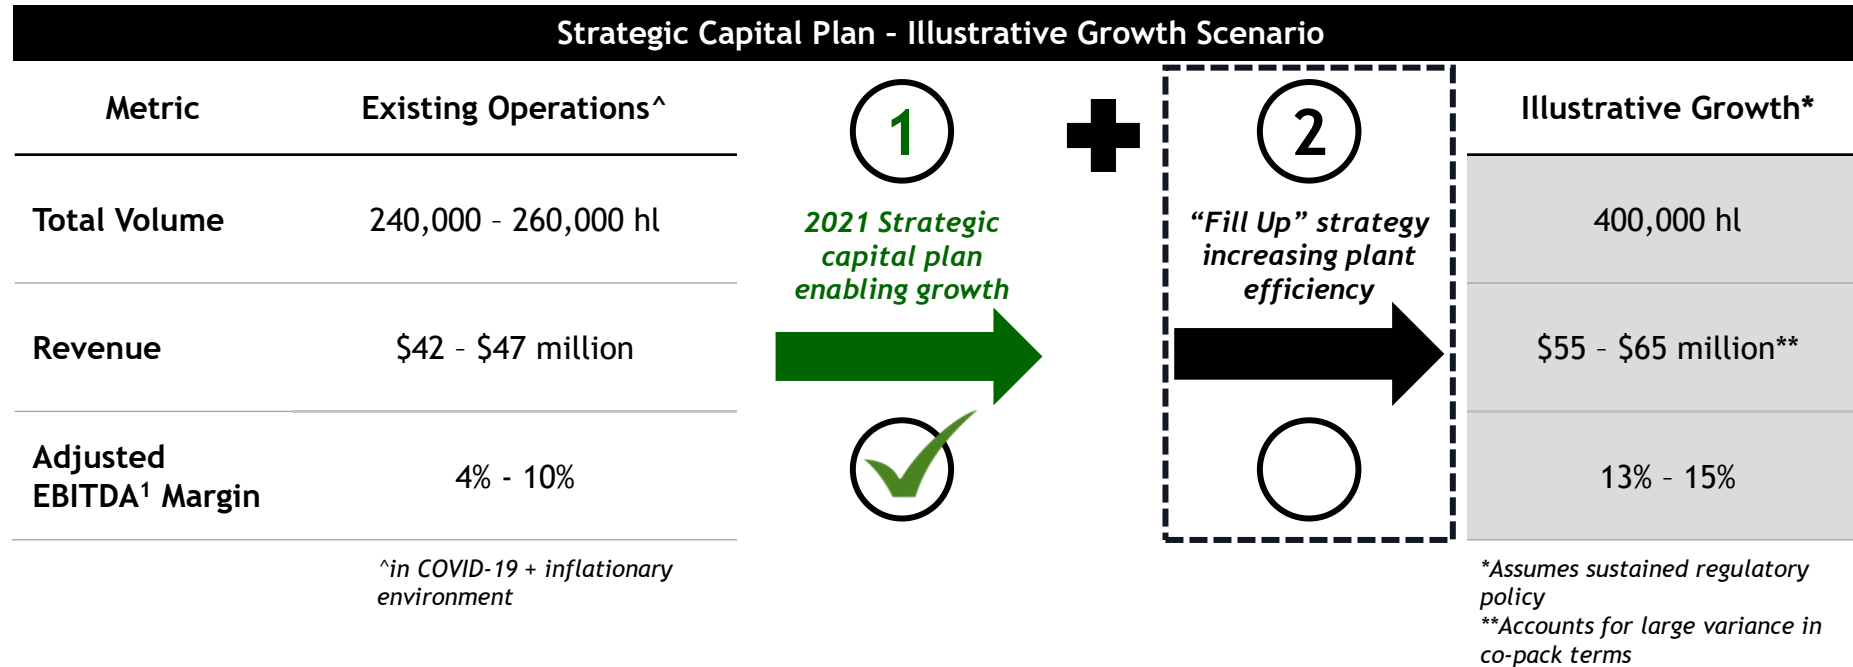 Strategic Capital Plan – Illustrative Growth Scenario
Metric
Existing Operations^
1
2
Illustrative Growth*
Total Volume
240,000 – 260,000 hl
2021 Strategic
capital plan
enabling growth
“Fill Up” strategy
increasing plant
efficiency
400,000 hl
Revenue
$42 – $47 million
$55 – $65 million**
Adjusted
EBITDA¹ Margin
4% - 10%
13% – 15%
^in COVID-19 + inflationary
environment
*Assumes sustained regulatory
policy
**Accounts for large variance in
co-pack terms